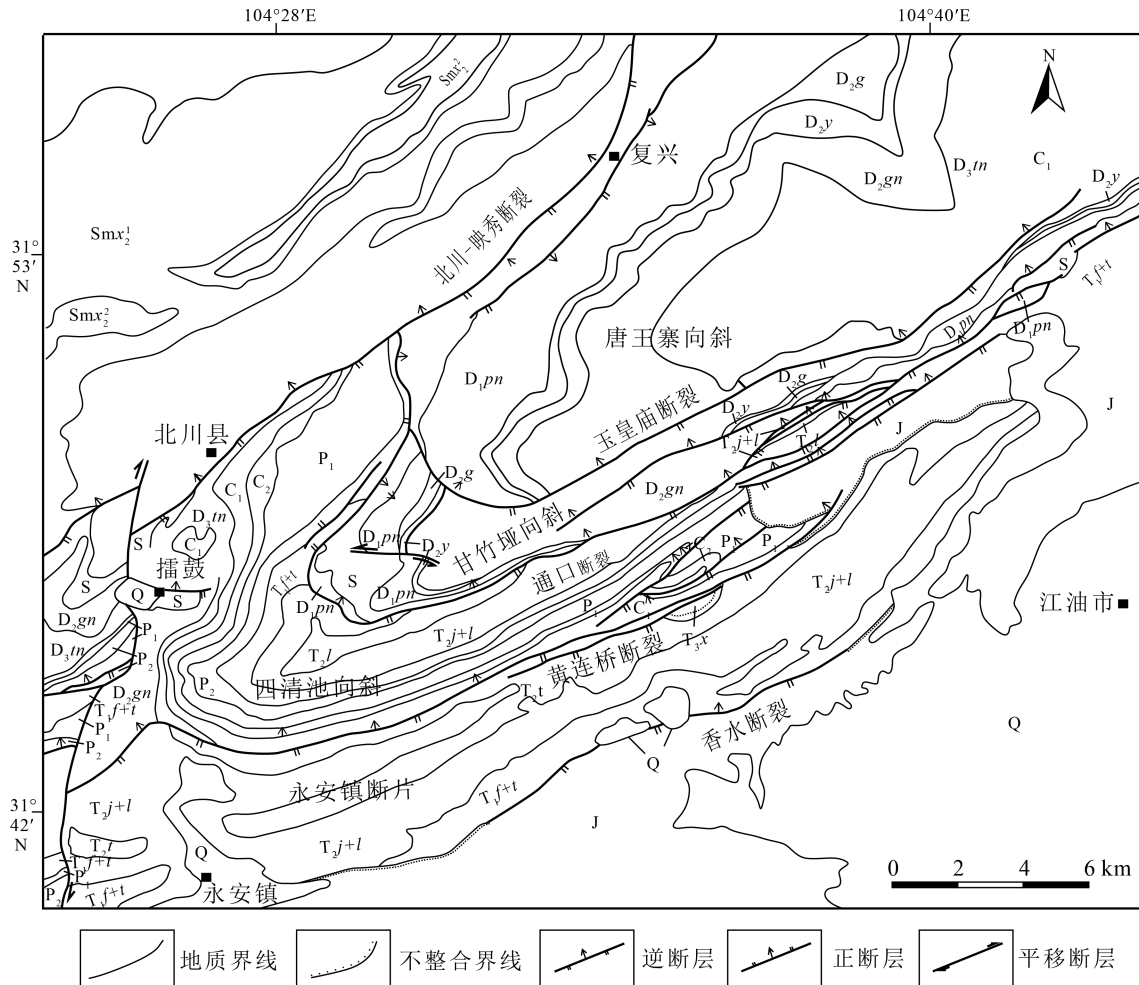 104°28′E
104°40′E
Smx₂²
D₂g
N
D₂y
复兴
D₂gn
D₃tn
C₁
D₂y
北川-映秀断裂
Smx₂¹
31°
53′
N
S
T₁f+t
Smx₂²
D₁pn
D₁pn
唐王寨向斜
D₁pn
D₂g
玉皇庙断裂
D₂y
J
J
北川县
T₂j+l
T₂l
P₁
D₂g
C₁
C₂
D₂gn
D₃tn
甘竹垭向斜
S
C₁
D₁pn
D₂y
通口断裂
C₂
P₁
P₁
擂鼓
S
Q
S
T₁f+t
S
D₁pn
D₁pn
T₂j+l
江油市
D₂gn
P₁
P
C
T₂j+l
T₃x
D₃tn
P₂
T₂l
黄连桥断裂
D₂gn
P₂
四清池向斜
T₃t
T₁f+t
P₁
香水断裂
Q
P₂
Q
永安镇断片
T₁f+t
31°
42′
N
T₂j+l
J
T₂l
Q
T₂j+l
T₁f+t
P₁
0 2 4 6 km
P₂
T₁f+t
永安镇
地质界线
不整合界线
逆断层
正断层
平移断层